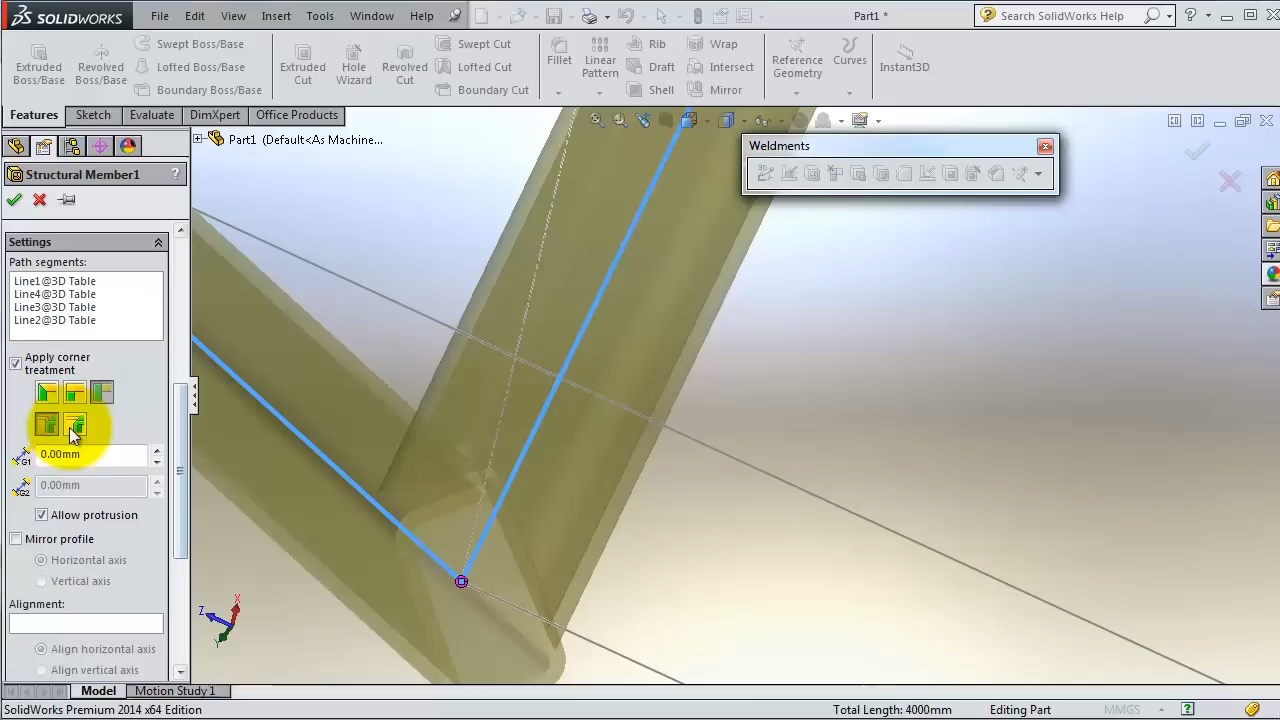 SOLIDWORKS File Edit View Insert Tools Window Help Part1 * Search SolidWorks Help ?
Extruded Boss/Base
Revolved Boss/Base
Swept Boss/Base
Lofted Boss/Base
Boundary Boss/Base
Extruded Cut
Hole Wizard
Revolved Cut
Swept Cut
Lofted Cut
Boundary Cut
Fillet
Linear Pattern
Rib
Draft
Shell
Wrap
Intersect
Mirror
Reference Geometry
Curves
Instant3D
Features Sketch Evaluate DimXpert Office Products
Part1 (Default<As Machine...
Weldments
Structural Member1 ?
Settings
Path segments:
Line1@3D Table
Line4@3D Table
Line3@3D Table
Line2@3D Table
Apply corner
treatment
G1 0.00mm
G2 0.00mm
Allow protrusion
Mirror profile
Horizontal axis
Vertical axis
Alignment:
Align horizontal axis
Align vertical axis
X
Z
Y
Model Motion Study 1
SolidWorks Premium 2014 x64 Edition Total Length: 4000mm Editing Part MMGS ?